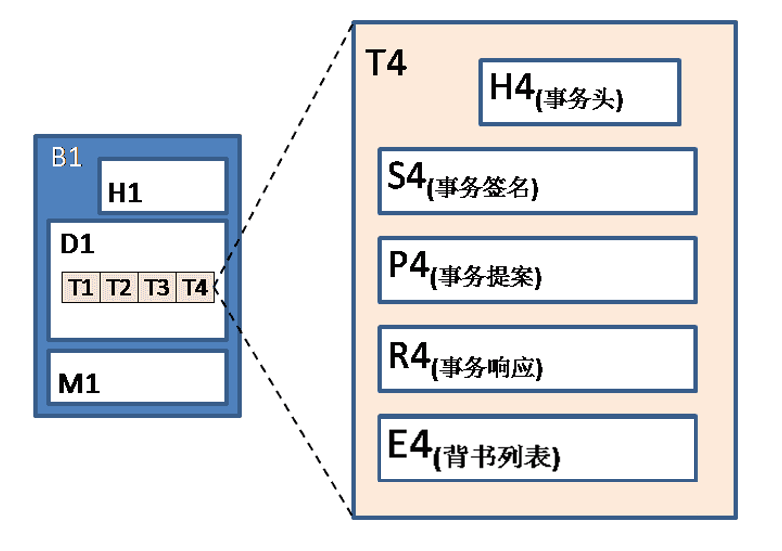 B1
H1
D1
T1 T2 T3 T4
M1
T4
H4(事务头)
S4(事务签名)
P4(事务提案)
R4(事务响应)
E4(背书列表)